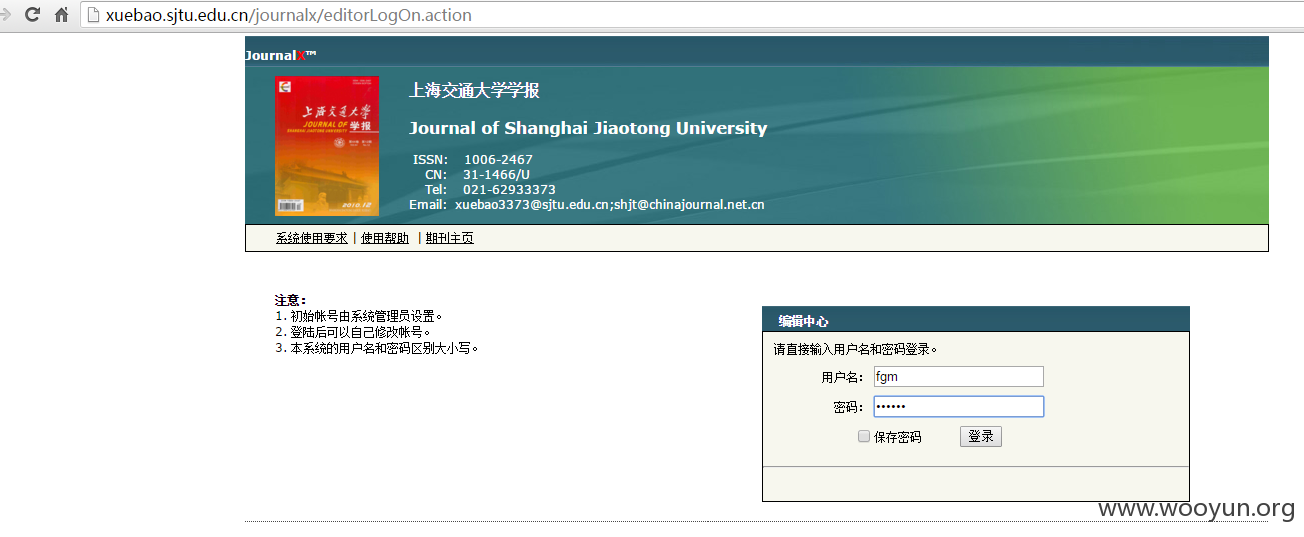 xuebao.sjtu.edu.cn/journalx/editorLogOn.action
JournalX™
上海交通大学
JOURNAL OF 学报
SHANGHAI JIAOTONG UNIVERSITY
2010.12
上海交通大学学报
Journal of Shanghai Jiaotong University
ISSN: 1006-2467
CN: 31-1466/U
Tel: 021-62933373
Email: xuebao3373@sjtu.edu.cn;shjt@chinajournal.net.cn
系统使用要求 | 使用帮助 | 期刊主页
注意：
1. 初始帐号由系统管理员设置。
2. 登陆后可以自己修改帐号。
3. 本系统的用户名和密码区别大小写。
编辑中心
请直接输入用户名和密码登录。
用户名： fgm
密码： ••••••
保存密码 登录
www.wooyun.org